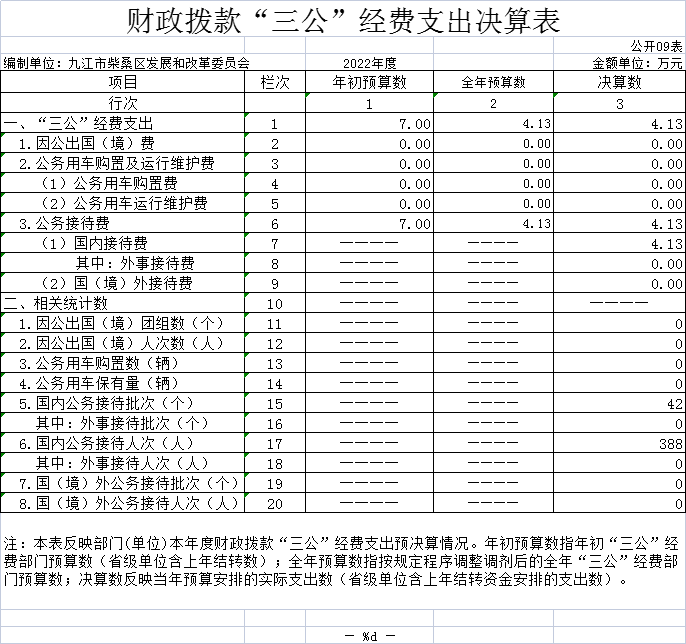 财政拨款“三公”经费支出决算表
公开09表
编制单位：九江市柴桑区发展和改革委员会 2022年度 金额单位：万元
项目 栏次 年初预算数 全年预算数 决算数
行次 1 2 3
一、“三公”经费支出 1 7.00 4.13 4.13
1.因公出国（境）费 2 0.00 0.00 0.00
2.公务用车购置及运行维护费 3 0.00 0.00 0.00
（1）公务用车购置费 4 0.00 0.00 0.00
（2）公务用车运行维护费 5 0.00 0.00 0.00
3.公务接待费 6 7.00 4.13 4.13
（1）国内接待费 7 ———— ———— 4.13
其中：外事接待费 8 ———— ———— 0.00
（2）国（境）外接待费 9 ———— ———— 0.00
二、相关统计数 10 ———— ———— ————
1.因公出国（境）团组数（个） 11 ———— ———— 0
2.因公出国（境）人次数（人） 12 ———— ———— 0
3.公务用车购置数（辆） 13 ———— ———— 0
4.公务用车保有量（辆） 14 ———— ———— 0
5.国内公务接待批次（个） 15 ———— ———— 42
其中：外事接待批次（个） 16 ———— ———— 0
6.国内公务接待人次（人） 17 ———— ———— 388
其中：外事接待人次（人） 18 ———— ———— 0
7.国（境）外公务接待批次（个） 19 ———— ———— 0
8.国（境）外公务接待人次（人） 20 ———— ———— 0
注：本表反映部门(单位)本年度财政拨款“三公”经费支出预决算情况。年初预算数指年初“三公”经
费部门预算数（省级单位含上年结转数）；全年预算数指按规定程序调整调剂后的全年“三公”经费部
门预算数；决算数反映当年预算安排的实际支出数（省级单位含上年结转资金安排的支出数）。
— %d —